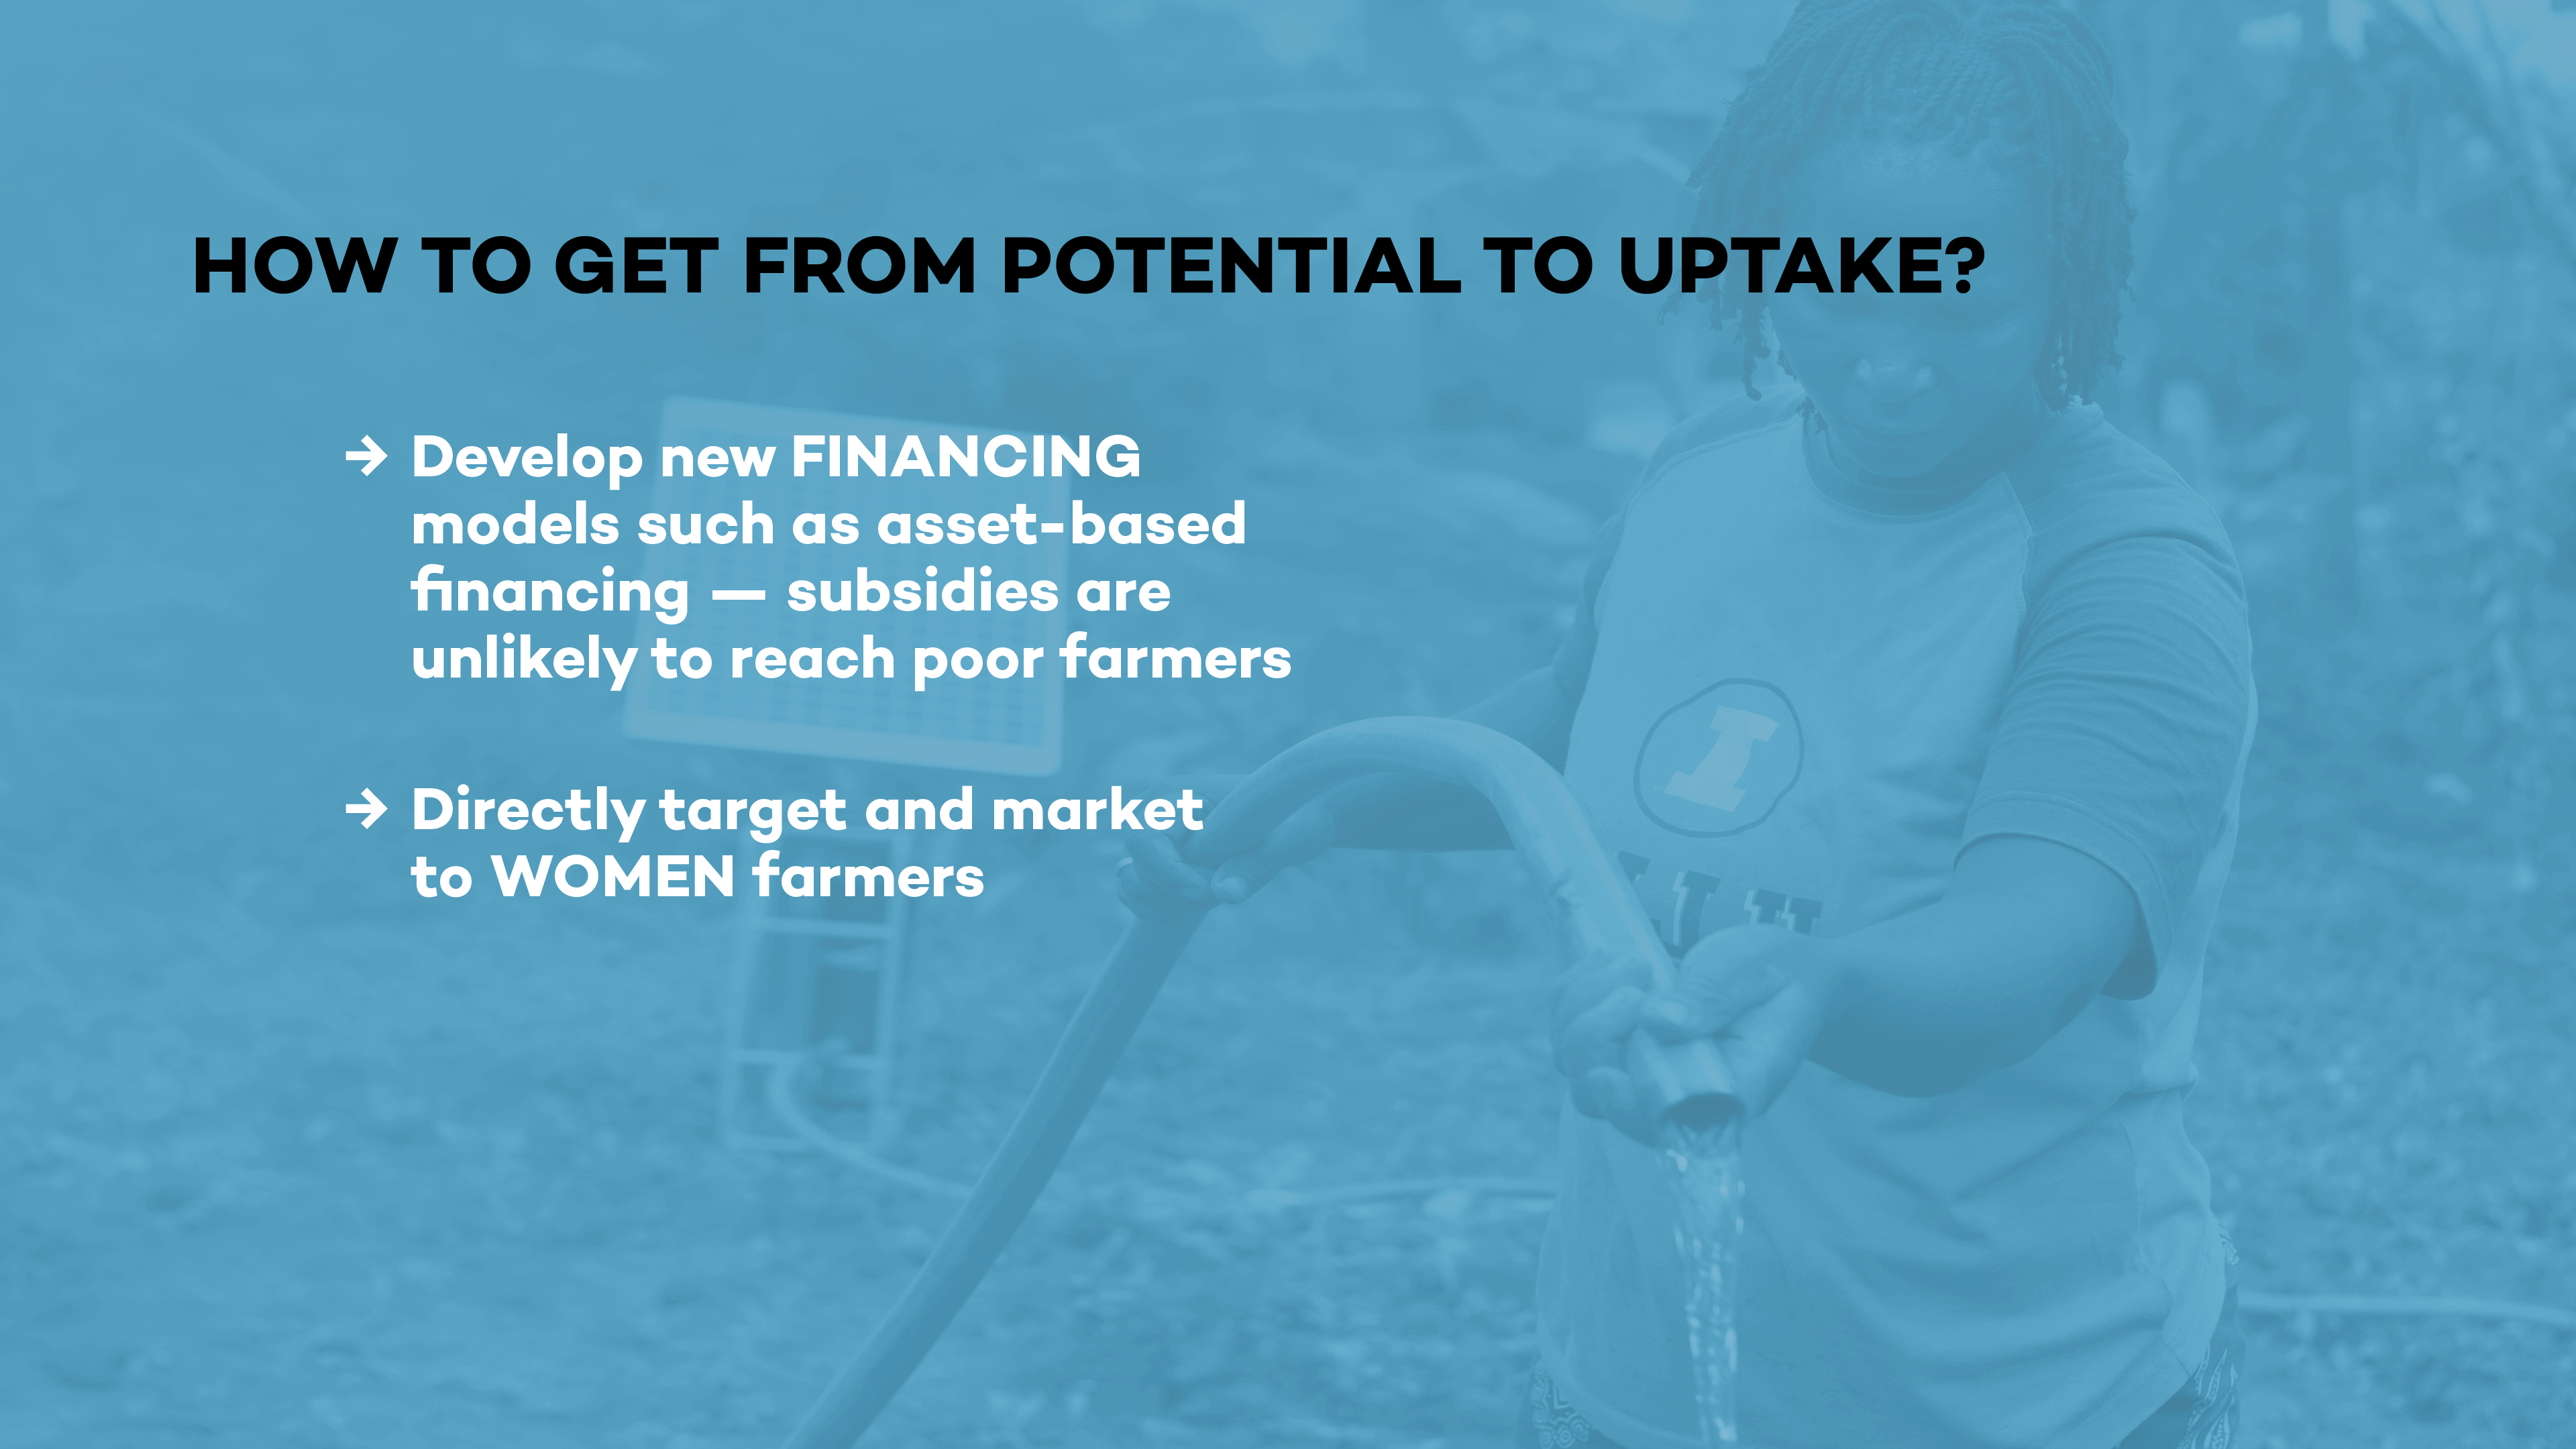 HOW TO GET FROM POTENTIAL TO UPTAKE?
→ Develop new FINANCING
models such as asset-based
financing — subsidies are
unlikely to reach poor farmers
→ Directly target and market
to WOMEN farmers
I